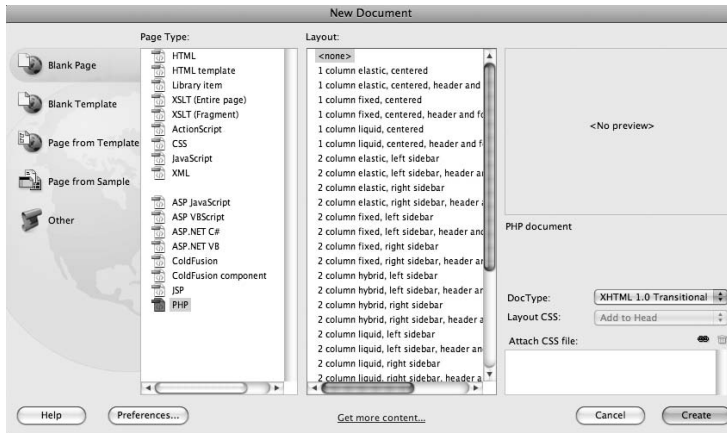 New Document
Blank Page
Blank Template
Page from Template
Page from Sample
Other
Page Type:
HTML
HTML template
Library item
XSLT (Entire page)
XSLT (Fragment)
ActionScript
CSS
JavaScript
XML
ASP JavaScript
ASP VBScript
ASP.NET C#
ASP.NET VB
ColdFusion
ColdFusion component
JSP
PHP
Layout:
<none>
1 column elastic, centered
1 column elastic, centered, header and
1 column fixed, centered
1 column fixed, centered, header and fo
1 column liquid, centered
1 column liquid, centered, header and f
2 column elastic, left sidebar
2 column elastic, left sidebar, header a
2 column elastic, right sidebar
2 column elastic, right sidebar, header
2 column fixed, left sidebar
2 column fixed, left sidebar, header and
2 column fixed, right sidebar
2 column fixed, right sidebar, header an
2 column hybrid, left sidebar
2 column hybrid, left sidebar, header an
2 column hybrid, right sidebar
2 column hybrid, right sidebar, header a
2 column liquid, left sidebar
2 column liquid, left sidebar, header an
2 column liquid, right sidebar
2 column liquid, right sidebar, header a
<No preview>
PHP document
DocType: XHTML 1.0 Transitional
Layout CSS: Add to Head
Attach CSS file:
Help
Preferences...
Get more content...
Cancel
Create